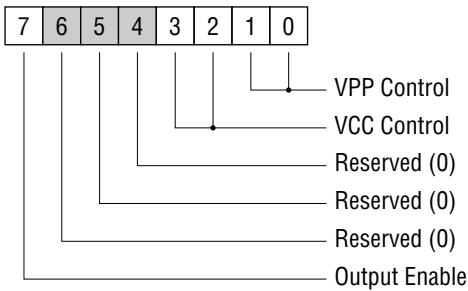 7 6 5 4 3 2 1 0
VPP Control
VCC Control
Reserved (0)
Reserved (0)
Reserved (0)
Output Enable